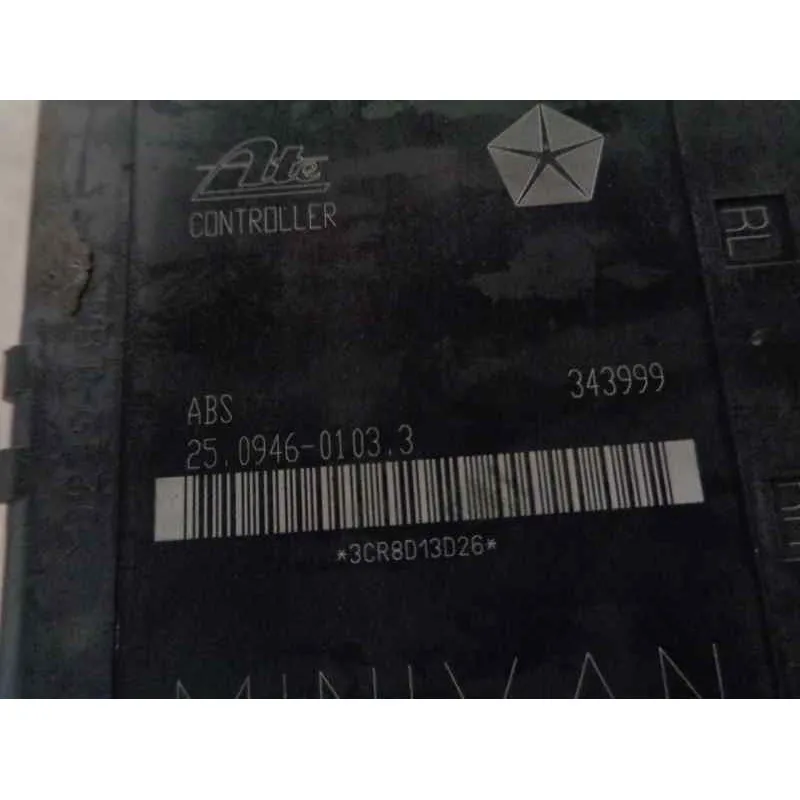 Ate
CONTROLLER
RL
343999
ABS
25.0946-0103.3
*3CR8D13D26*
MINIVAN